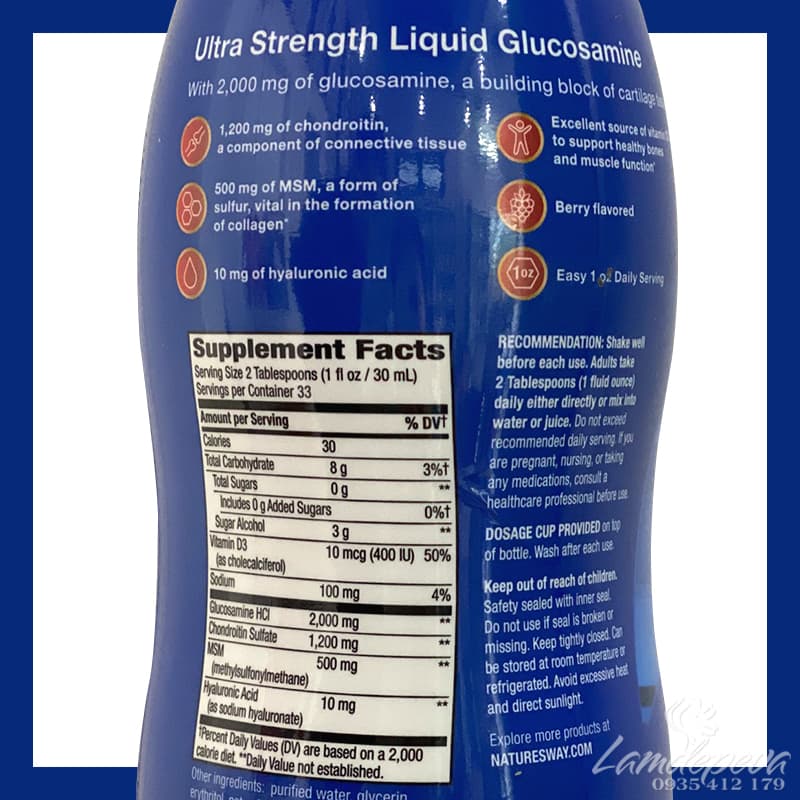 Ultra Strength Liquid Glucosamine
With 2,000 mg of glucosamine, a building block of cartilage
1,200 mg of chondroitin,
a component of connective tissue
500 mg of MSM, a form of
sulfur, vital in the formation
of collagen*
10 mg of hyaluronic acid
Excellent source of vitamin
to support healthy bones
and muscle function*
Berry flavored
1oz
Easy 1 oz Daily Serving
Supplement Facts
Serving Size 2 Tablespoons (1 fl oz / 30 mL)
Servings per Container 33
Amount per Serving % DV†
Calories 30
Total Carbohydrate 8 g 3%†
Total Sugars 0 g **
Includes 0 g Added Sugars 0%†
Sugar Alcohol 3 g **
Vitamin D3 10 mcg (400 IU) 50%
(as cholecalciferol)
Sodium 100 mg 4%
Glucosamine HCl 2,000 mg **
Chondroitin Sulfate 1,200 mg **
MSM 500 mg **
(methylsulfonylmethane)
Hyaluronic Acid 10 mg **
(as sodium hyaluronate)
†Percent Daily Values (DV) are based on a 2,000
calorie diet. **Daily Value not established.
Other ingredients: purified water, glycerin,
erythritol,
RECOMMENDATION: Shake well
before each use. Adults take
2 Tablespoons (1 fluid ounce)
daily either directly or mix into
water or juice. Do not exceed
recommended daily serving. If you
are pregnant, nursing, or taking
any medications, consult a
healthcare professional before use.
DOSAGE CUP PROVIDED on top
of bottle. Wash after each use.
Keep out of reach of children.
Safety sealed with inner seal.
Do not use if seal is broken or
missing. Keep tightly closed. Can
be stored at room temperature or
refrigerated. Avoid excessive heat
and direct sunlight.
Explore more products at
NATURESWAY.COM
Lamdepeva
0935 412 179